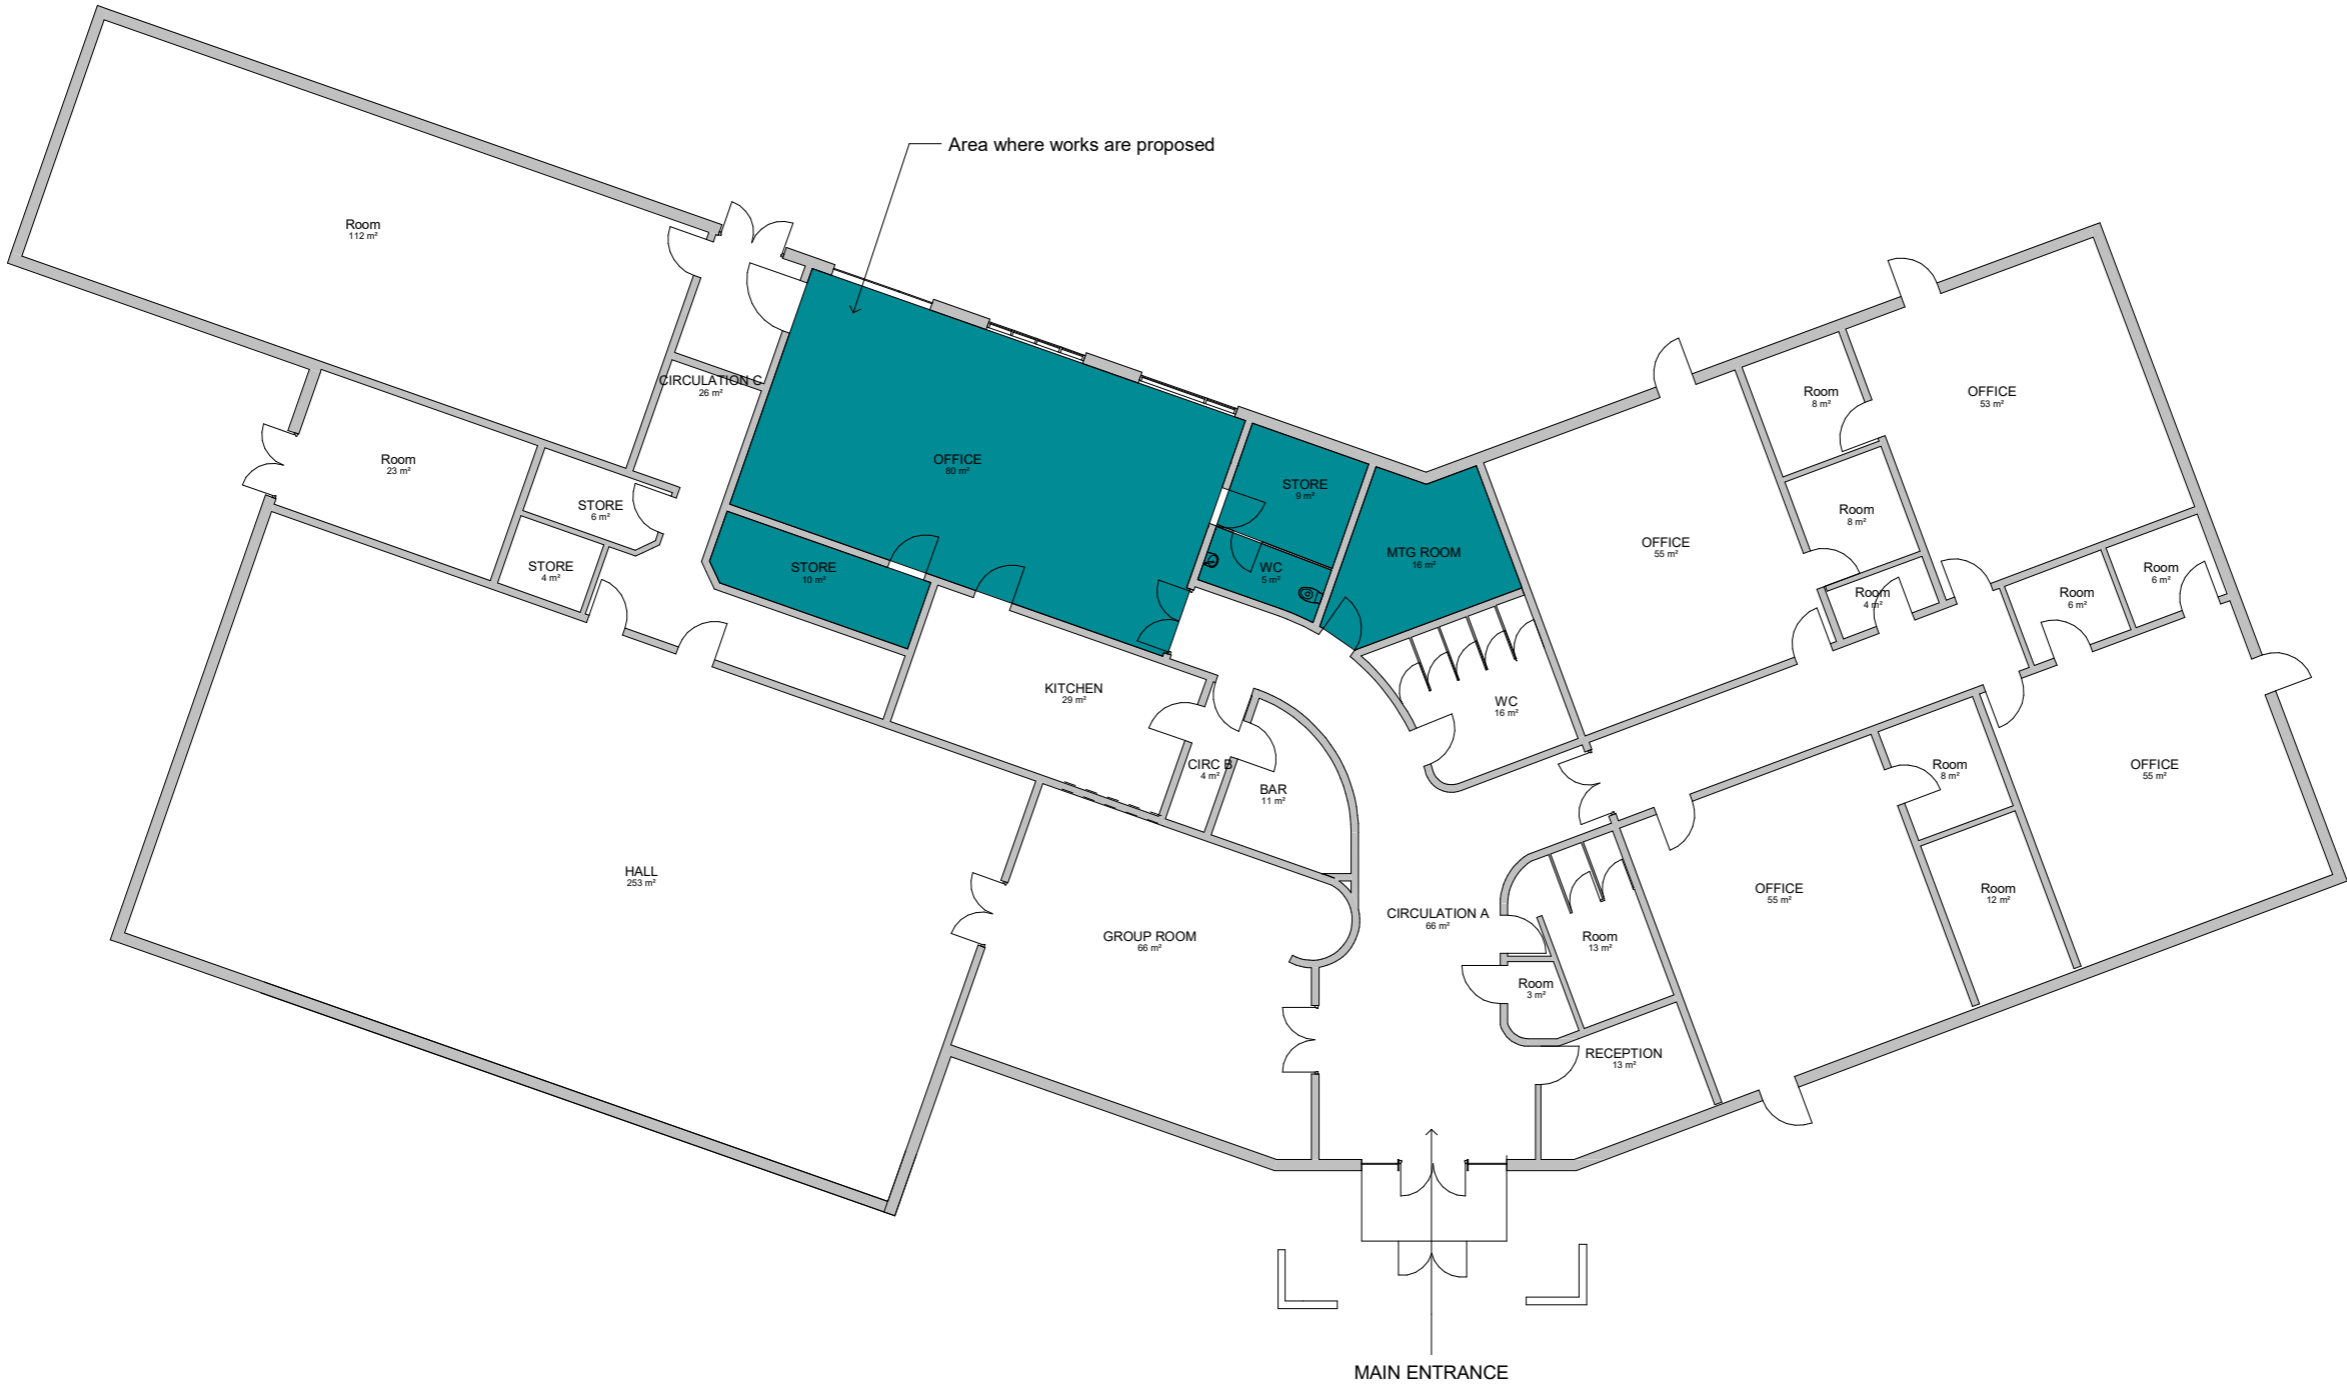 Area where works are proposed
Room
112 m²
CIRCULATION C
26 m²
Room
23 m²
STORE
6 m²
STORE
4 m²
OFFICE
80 m²
STORE
10 m²
STORE
9 m²
WC
5 m²
MTG ROOM
16 m²
OFFICE
55 m²
Room
8 m²
OFFICE
53 m²
Room
8 m²
Room
4 m²
Room
6 m²
Room
6 m²
KITCHEN
29 m²
WC
16 m²
CIRC B
4 m²
BAR
11 m²
Room
8 m²
OFFICE
55 m²
HALL
253 m²
GROUP ROOM
66 m²
CIRCULATION A
66 m²
Room
13 m²
OFFICE
55 m²
Room
12 m²
Room
3 m²
RECEPTION
13 m²
MAIN ENTRANCE